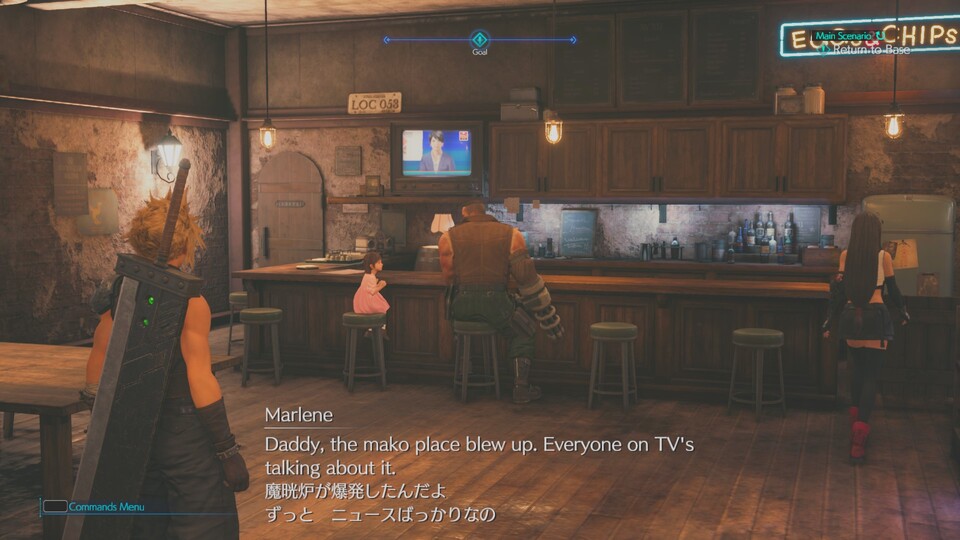 Goal
Main Scenario
Return to Base
CHIPs
LOC 053
Marlene
Daddy, the mako place blew up. Everyone on TV's
talking about it.
魔晄炉が爆発したんだよ
ずっと　ニュースばっかりなの
Commands Menu